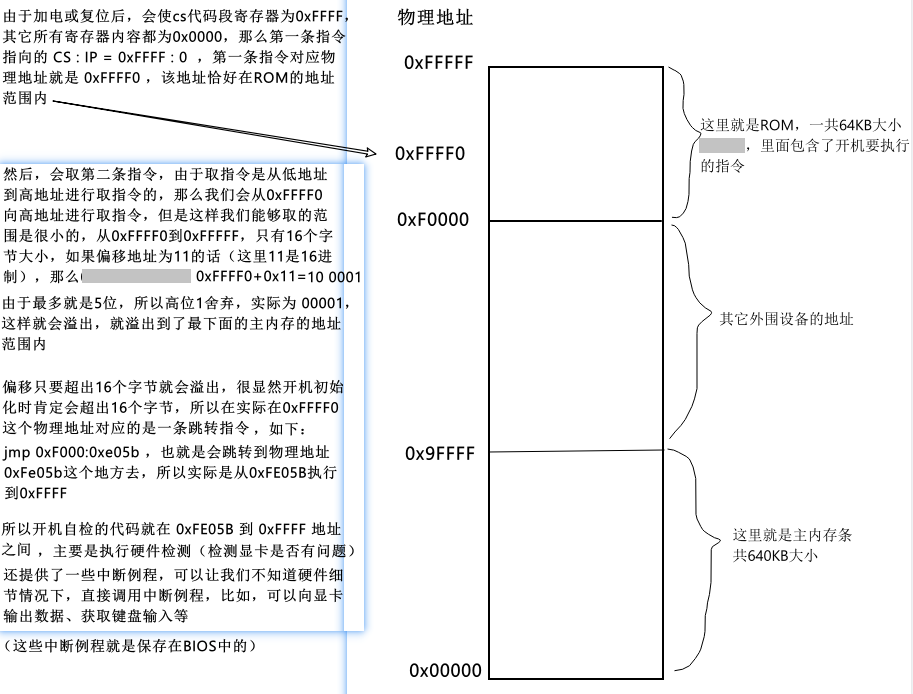 由于加电或复位后，会使cs代码段寄存器为0xFFFF，
其它所有寄存器内容都为0x0000，那么第一条指令
指向的 CS : IP = 0xFFFF : 0 ，第一条指令对应物
理地址就是 0xFFFF0 ，该地址恰好在ROM的地址
范围内
然后，会取第二条指令，由于取指令是从低地址
到高地址进行取指令的，那么我们会从0xFFFF0
向高地址进行取指令，但是这样我们能够取的范
围是很小的，从0xFFFF0到0xFFFFF，只有16个字
节大小，如果偏移地址为11的话（这里11是16进
制），那么 0xFFFF0+0x11=10 0001
由于最多就是5位，所以高位1舍弃，实际为 00001，
这样就会溢出，就溢出到了最下面的主内存的地址
范围内
偏移只要超出16个字节就会溢出，很显然开机初始
化时肯定会超出16个字节，所以在实际在0xFFFF0
这个物理地址对应的是一条跳转指令 ，如下：
jmp 0xF000:0xe05b ，也就是会跳转到物理地址
0xFe05b这个地方去，所以实际是从0xFE05B执行
到0xFFFF
所以开机自检的代码就在 0xFE05B 到 0xFFFF 地址
之间 ，主要是执行硬件检测（检测显卡是否有问题）
还提供了一些中断例程，可以让我们不知道硬件细
节情况下，直接调用中断例程，比如，可以向显卡
输出数据、获取键盘输入等
（这些中断例程就是保存在BIOS中的）
物理地址
0xFFFFF
0xFFFF0
0xF0000
0x9FFFF
0x00000
这里就是ROM，一共64KB大小
，里面包含了开机要执行
的指令
其它外围设备的地址
这里就是主内存条
共640KB大小